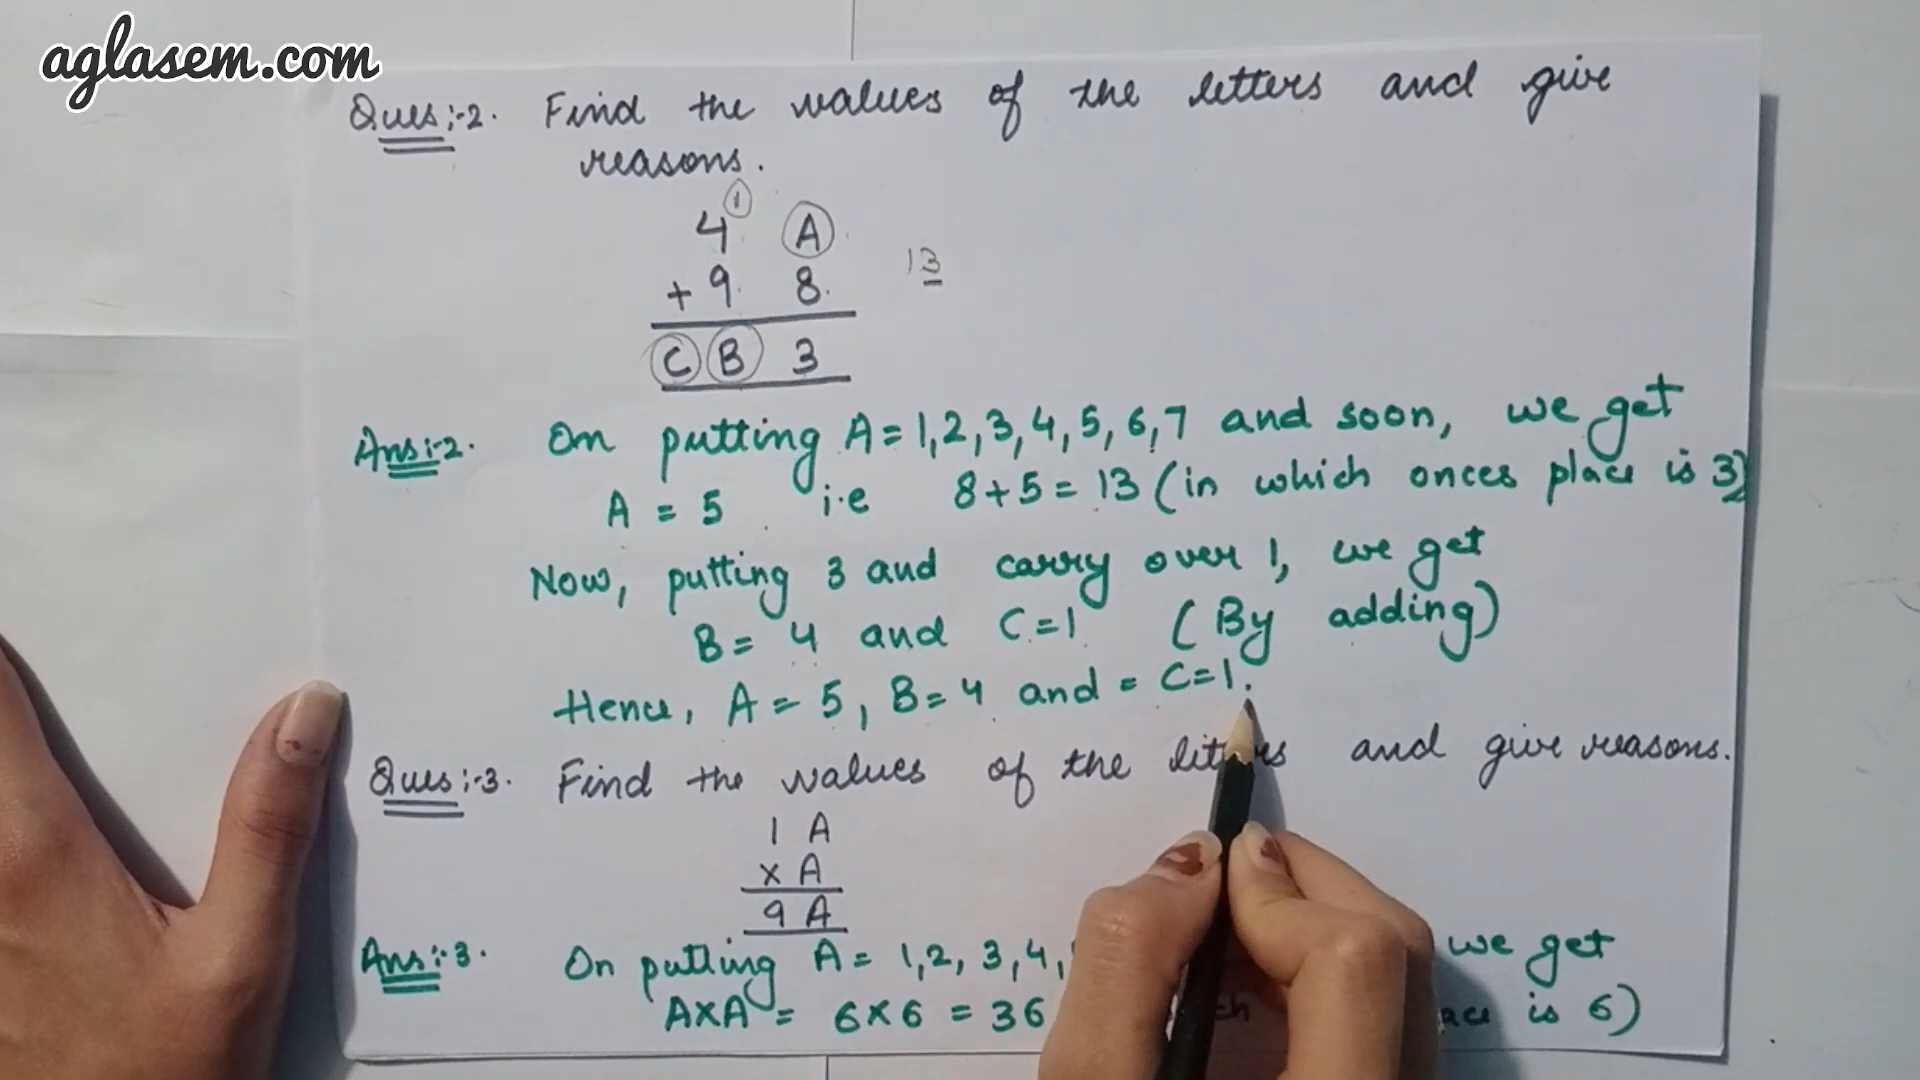 aglasem.com
Ques:-2. Find the values of the letters and give
reasons.
1
4 A
13
+ 9 8
C B 3
Ans:-2. On putting A = 1,2,3,4,5,6,7 and soon, we get
A = 5 i.e 8+5 = 13 (in which onces place is 3)
Now, putting 3 and carry over 1, we get
B = 4 and C=1 (By adding)
Hence, A = 5, B = 4 and = C=1.
Ques:-3. Find the values of the and give reasons.
1 A
× A
9 A
Ans:-3. On putting A = 1,2,3,4, we get
A×A = 6×6 = 36 is 6)